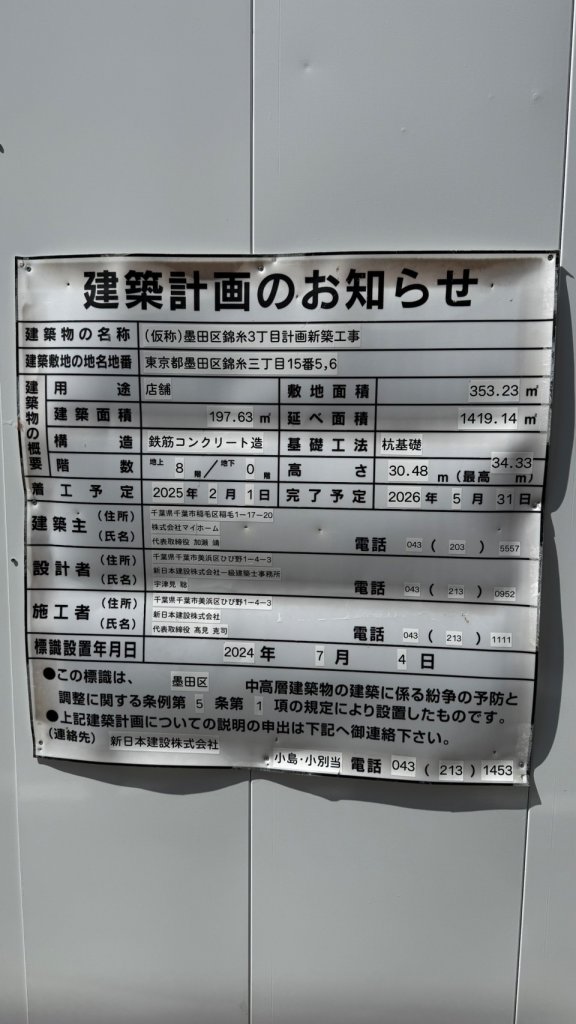 建築計画のお知らせ
建築物の名称 (仮称)墨田区錦糸3丁目計画新築工事
建築敷地の地名地番 東京都墨田区錦糸三丁目15番5,6
建築物の概要
用途 店舗 敷地面積 353.23 ㎡
建築面積 197.63 ㎡ 延べ面積 1419.14 ㎡
構造 鉄筋コンクリート造 基礎工法 杭基礎
階数 地上 8 階/地下 0 階 高さ 30.48 m (最高 34.33 m)
着工予定 2025年 2月 1日 完了予定 2026年 5月 31日
建築主 (住所) 千葉県千葉市稲毛区稲毛1-17-20
(氏名) 株式会社マイホーム
代表取締役 加瀬 靖 電話 043 ( 203 ) 5557
設計者 (住所) 千葉県千葉市美浜区ひび野1-4-3
(氏名) 新日本建設株式会社一級建築士事務所
宇津見 聡 電話 043 ( 213 ) 0952
施工者 (住所) 千葉県千葉市美浜区ひび野1-4-3
(氏名) 新日本建設株式会社
代表取締役 高見 克司 電話 043 ( 213 ) 1111
標識設置年月日 2024年 7月 4日
●この標識は、 墨田区 中高層建築物の建築に係る紛争の予防と
調整に関する条例第 5 条第 1 項の規定により設置したものです。
●上記建築計画についての説明の申出は下記へ御連絡下さい。
(連絡先) 新日本建設株式会社
小島・小別当 電話 043 ( 213 ) 1453